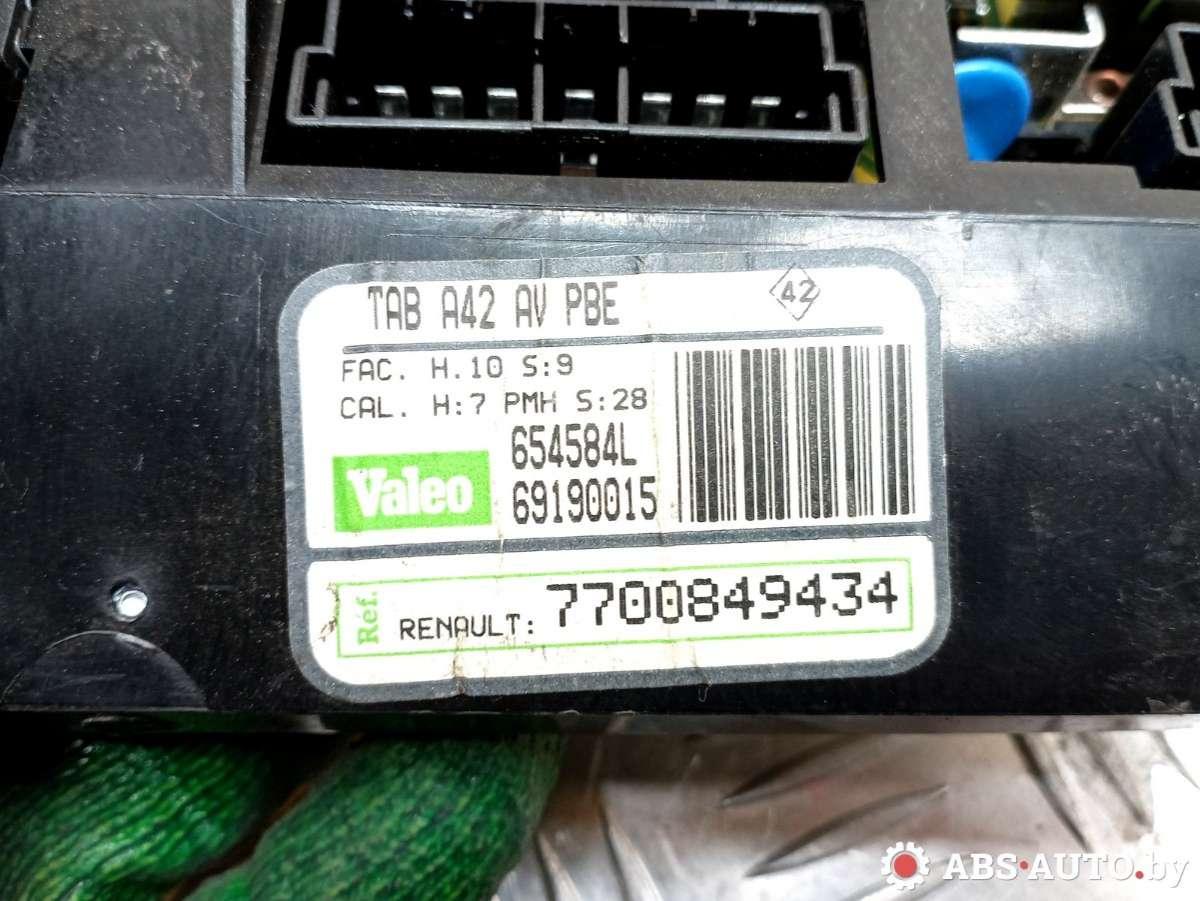 TAB A42 AV PBE
42
FAC. H.10 S:9
CAL. H:7 PMH S:28
654584L
Valeo
69190015
Réf.
RENAULT: 7700849434
ABS-AUTO.by